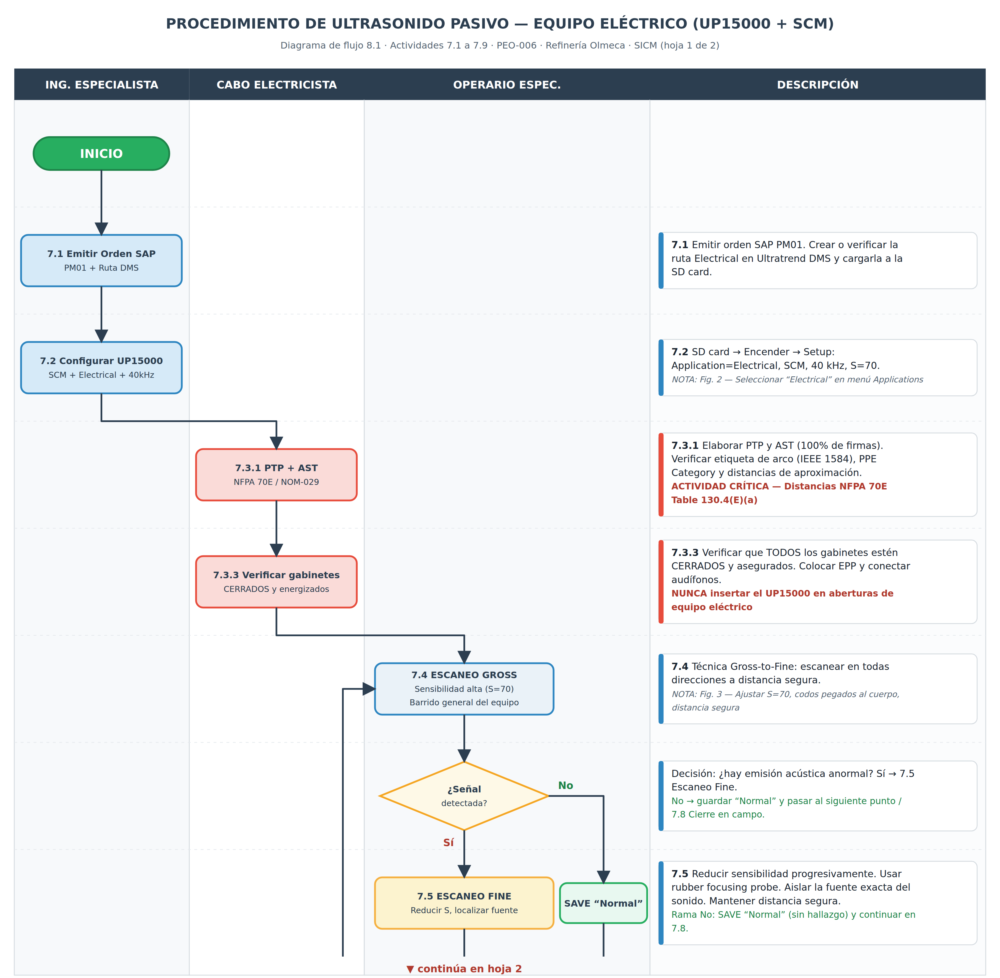 PROCEDIMIENTO DE ULTRASONIDO PASIVO — EQUIPO ELÉCTRICO (UP15000 + SCM)
Diagrama de flujo 8.1 · Actividades 7.1 a 7.9 · PEO-006 · Refinería Olmeca · SICM (hoja 1 de 2)
ING. ESPECIALISTA
CABO ELECTRICISTA
OPERARIO ESPEC.
DESCRIPCIÓN
INICIO
7.1 Emitir Orden SAP
PM01 + Ruta DMS
7.1 Emitir orden SAP PM01. Crear o verificar la
ruta Electrical en Ultratrend DMS y cargarla a la
SD card.
7.2 Configurar UP15000
SCM + Electrical + 40kHz
7.2 SD card → Encender → Setup:
Application=Electrical, SCM, 40 kHz, S=70.
NOTA: Fig. 2 — Seleccionar “Electrical” en menú Applications
7.3.1 PTP + AST
NFPA 70E / NOM-029
7.3.1 Elaborar PTP y AST (100% de firmas).
Verificar etiqueta de arco (IEEE 1584), PPE
Category y distancias de aproximación.
ACTIVIDAD CRÍTICA — Distancias NFPA 70E
Table 130.4(E)(a)
7.3.3 Verificar gabinetes
CERRADOS y energizados
7.3.3 Verificar que TODOS los gabinetes estén
CERRADOS y asegurados. Colocar EPP y conectar
audífonos.
NUNCA insertar el UP15000 en aberturas de
equipo eléctrico
7.4 ESCANEO GROSS
Sensibilidad alta (S=70)
Barrido general del equipo
7.4 Técnica Gross-to-Fine: escanear en todas
direcciones a distancia segura.
NOTA: Fig. 3 — Ajustar S=70, codos pegados al cuerpo,
distancia segura
¿Señal
detectada?
No
Sí
Decisión: ¿hay emisión acústica anormal? Sí → 7.5
Escaneo Fine.
No → guardar “Normal” y pasar al siguiente punto /
7.8 Cierre en campo.
7.5 ESCANEO FINE
Reducir S, localizar fuente
SAVE “Normal”
7.5 Reducir sensibilidad progresivamente. Usar
rubber focusing probe. Aislar la fuente exacta del
sonido. Mantener distancia segura.
Rama No: SAVE “Normal” (sin hallazgo) y continuar en
7.8.
▼ continúa en hoja 2